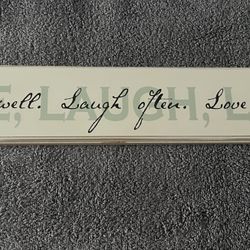 E, LAUGH, L
well. Laugh often. Love